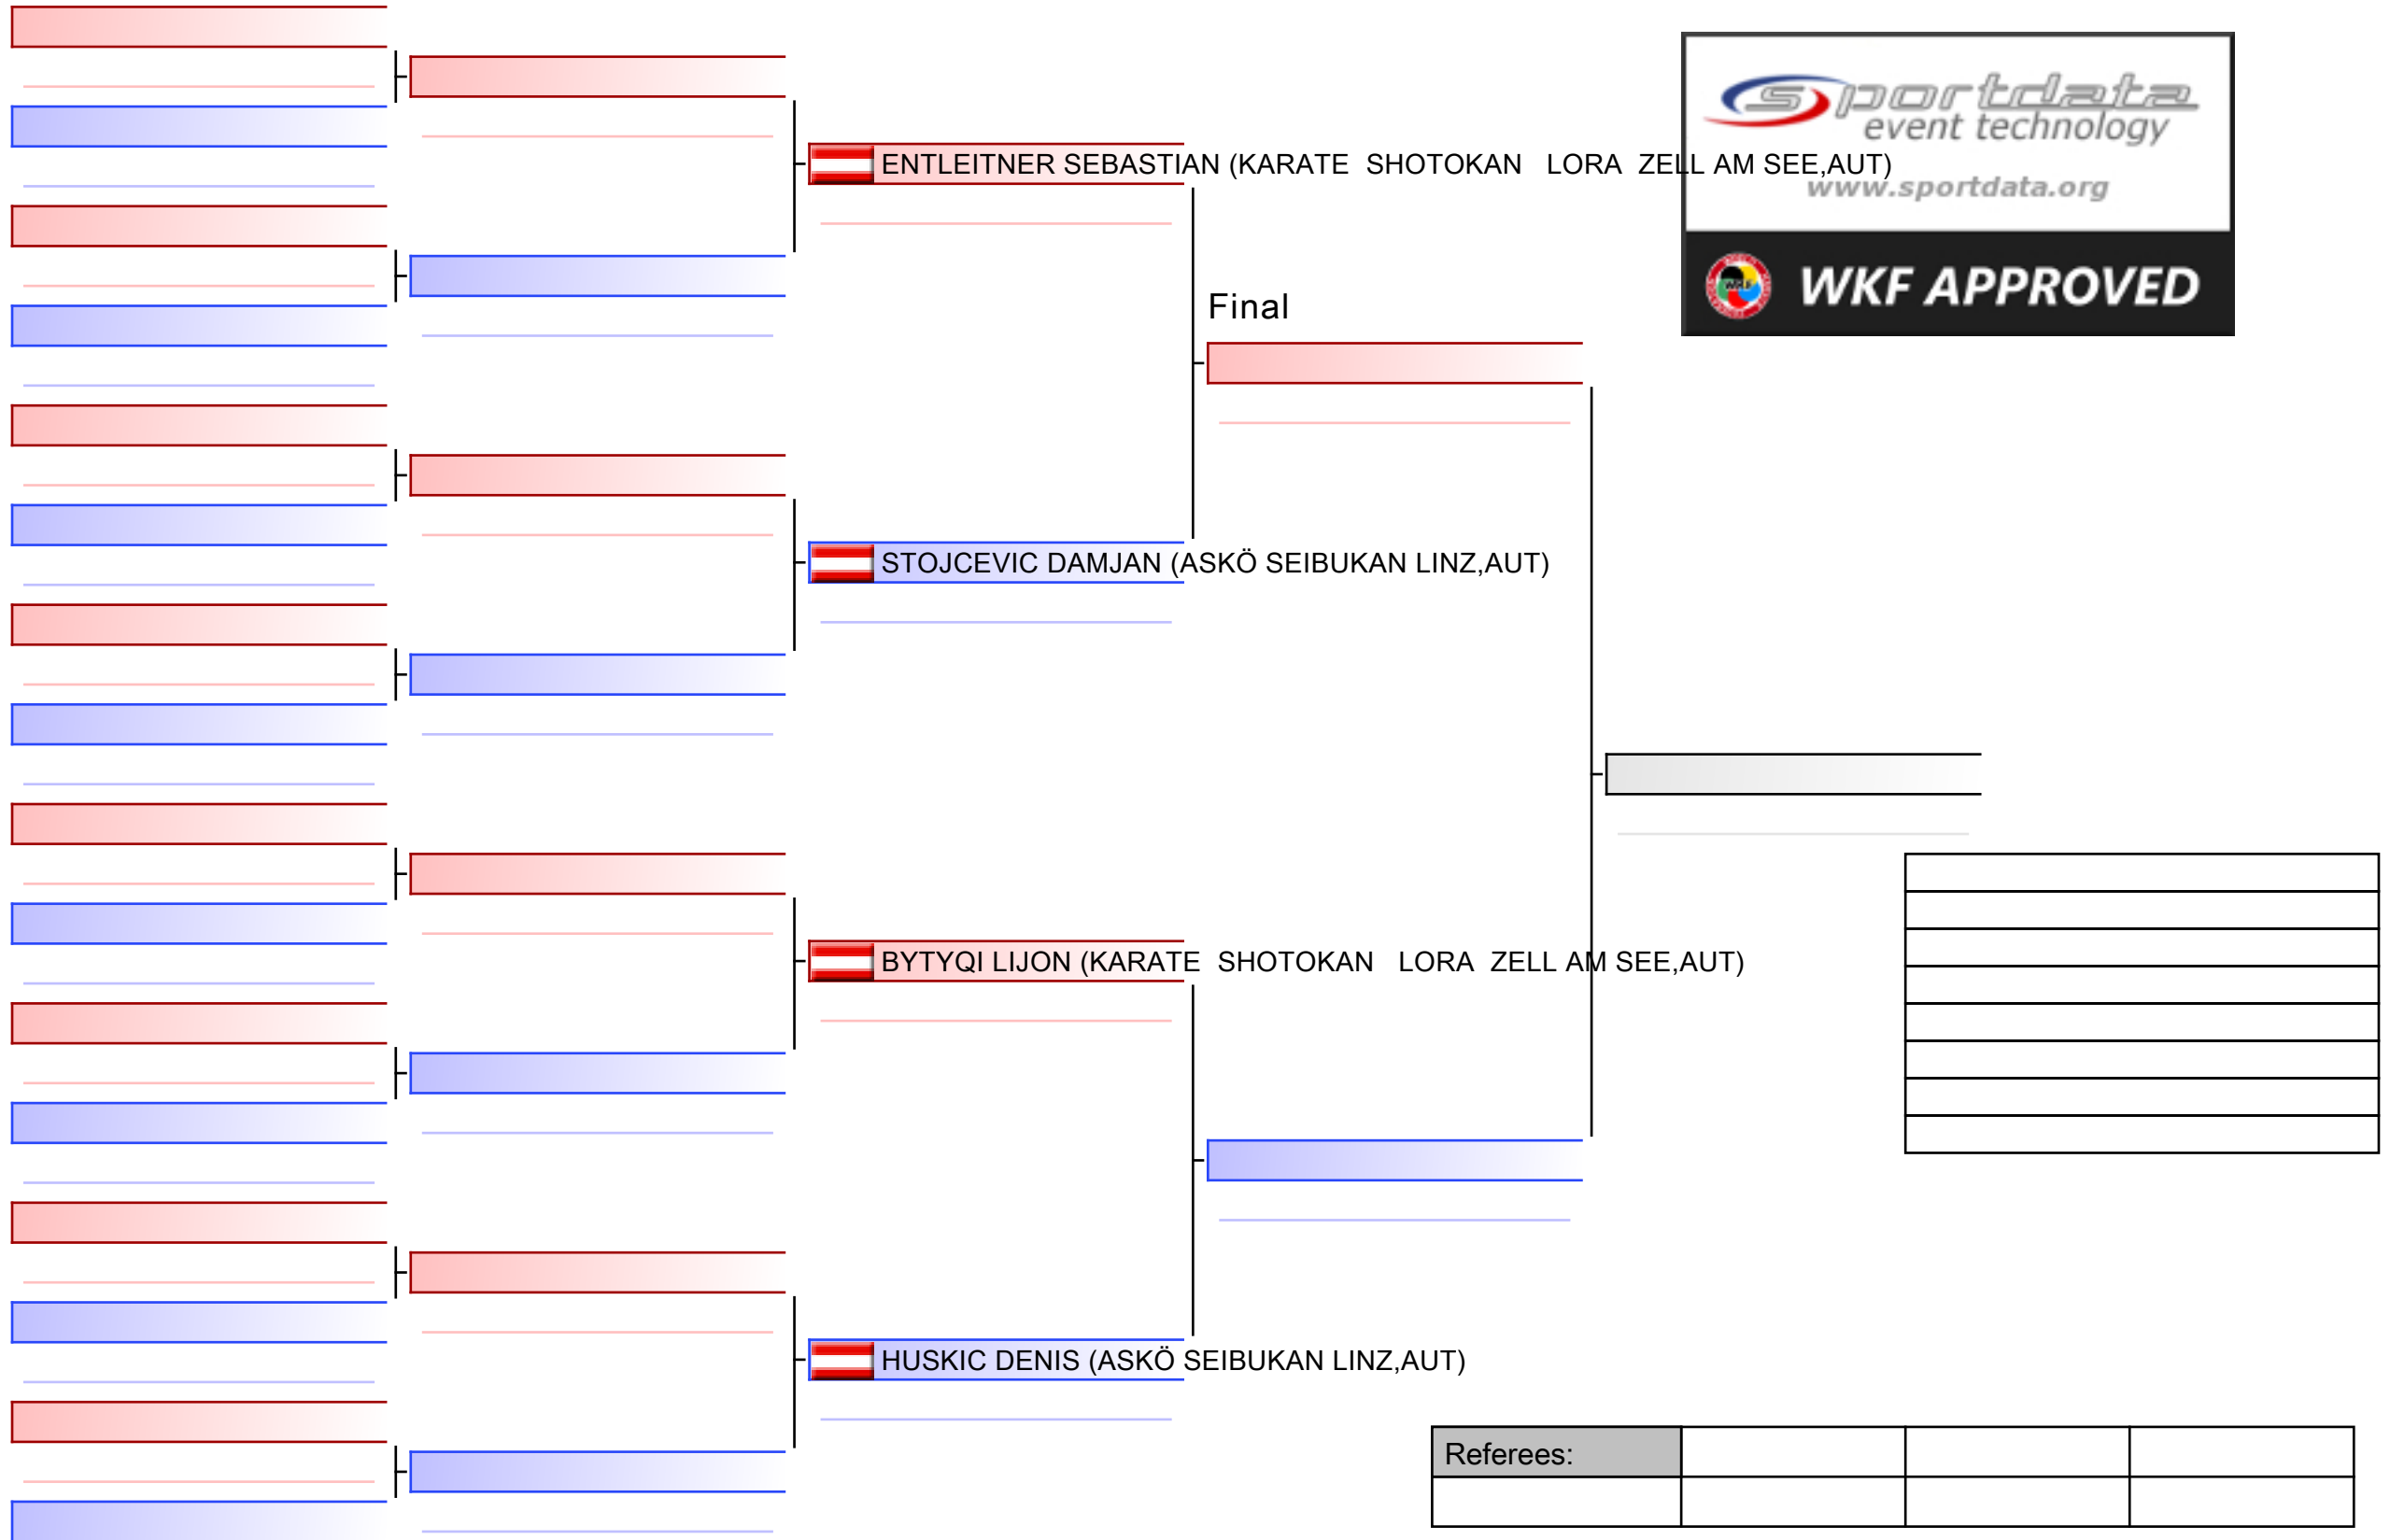 sportdata
event technology
www.sportdata.org
WKF APPROVED
ENTLEITNER SEBASTIAN (KARATE SHOTOKAN LORA ZELL AM SEE,AUT)
Final
STOJCEVIC DAMJAN (ASKÖ SEIBUKAN LINZ,AUT)
BYTYQI LIJON (KARATE SHOTOKAN LORA ZELL AM SEE,AUT)
HUSKIC DENIS (ASKÖ SEIBUKAN LINZ,AUT)
Referees: